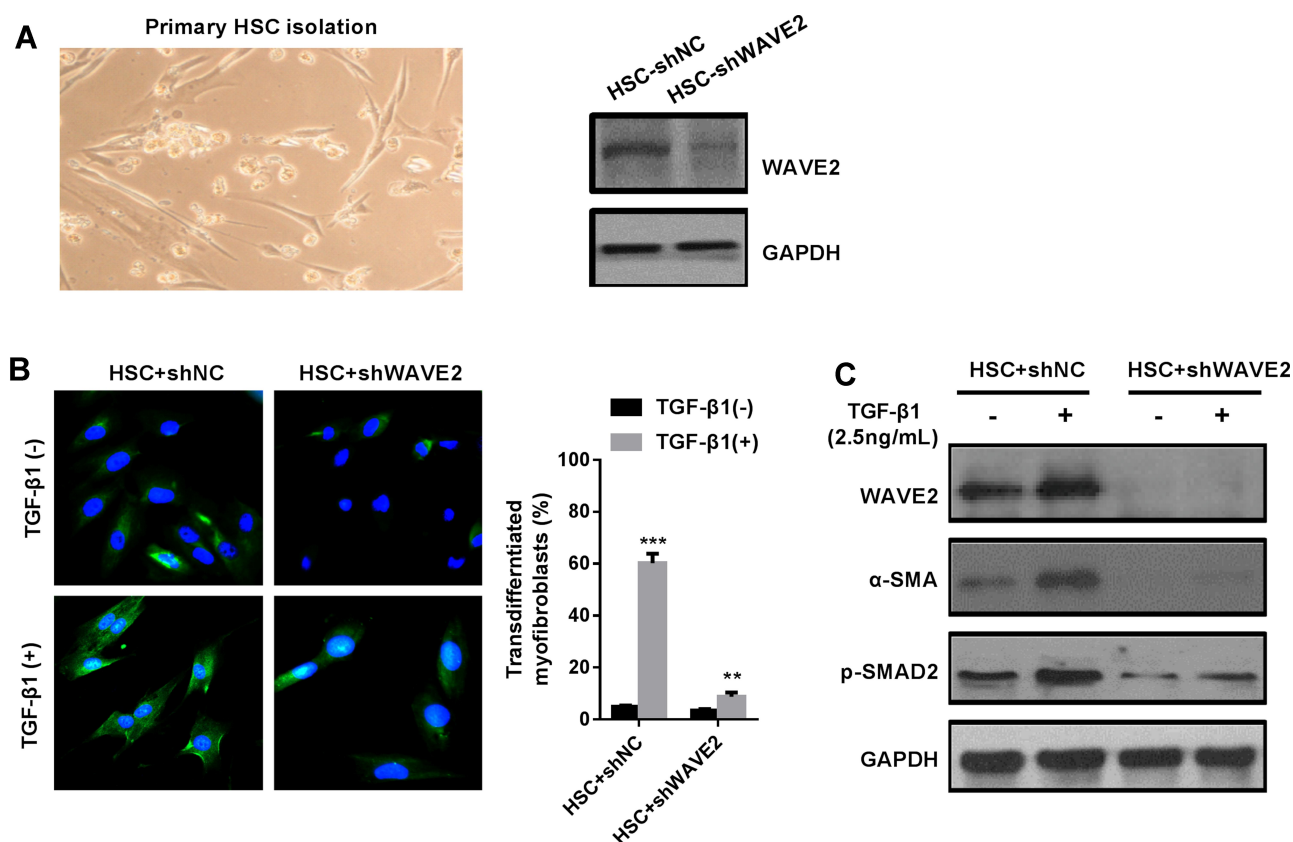 A
Primary HSC isolation
HSC-shNC
HSC-shWAVE2
WAVE2
GAPDH
B
HSC+shNC
HSC+shWAVE2
TGF-β1 (-)
TGF-β1 (+)
TGF-β1(-)
TGF-β1(+)
Transdifferntiated
myofibroblasts (%)
100
80
60
40
20
0
***
**
HSC+shNC
HSC+shWAVE2
C
HSC+shNC
HSC+shWAVE2
TGF-β1
(2.5ng/mL)
- + - +
WAVE2
α-SMA
p-SMAD2
GAPDH